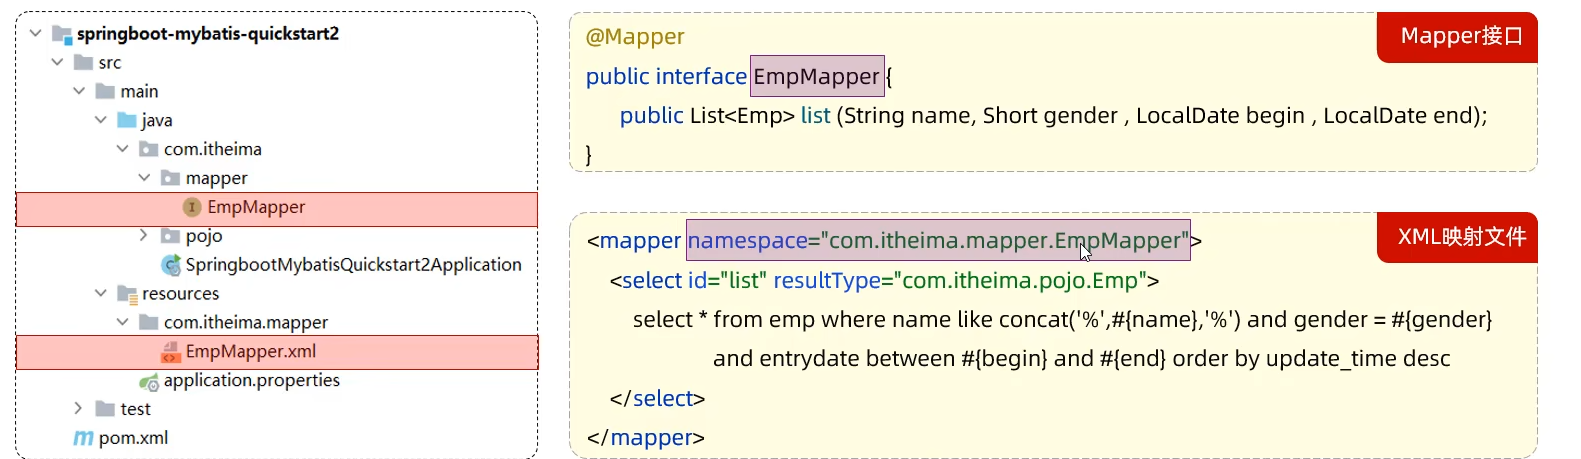 springboot-mybatis-quickstart2
src
main
java
com.itheima
mapper
EmpMapper
pojo
SpringbootMybatisQuickstart2Application
resources
com.itheima.mapper
EmpMapper.xml
application.properties
test
pom.xml
Mapper接口
@Mapper
public interface EmpMapper {
public List<Emp> list (String name, Short gender , LocalDate begin , LocalDate end);
}
XML映射文件
<mapper namespace="com.itheima.mapper.EmpMapper">
<select id="list" resultType="com.itheima.pojo.Emp">
select * from emp where name like concat('%',#{name},'%') and gender = #{gender}
and entrydate between #{begin} and #{end} order by update_time desc
</select>
</mapper>